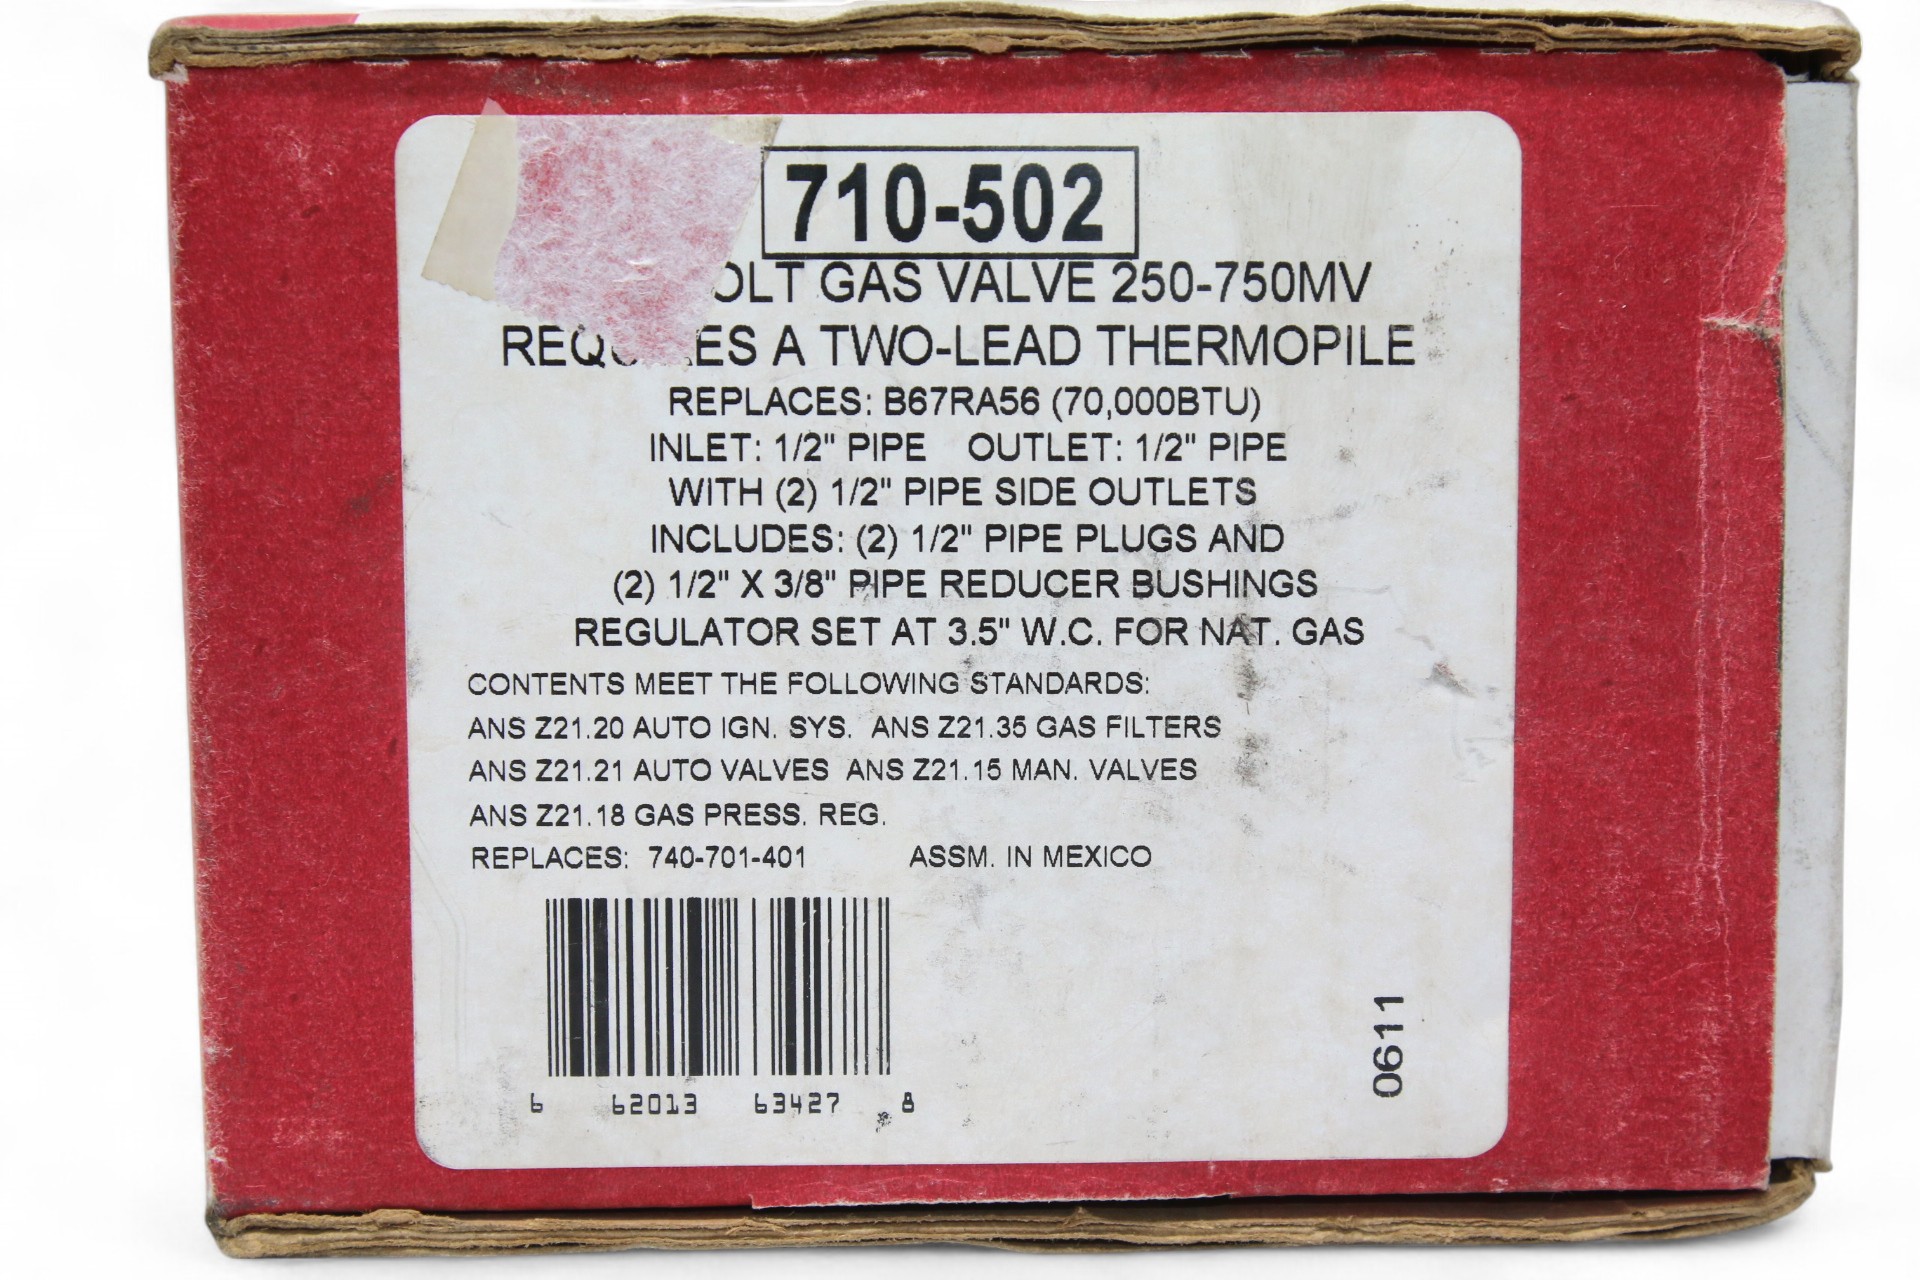 710-502
GAS VALVE 250-750MV
A TWO-LEAD THERMOPILE
REPLACES: B67RA56 (70,000BTU)
INLET: 1/2" PIPE OUTLET: 1/2" PIPE
WITH (2) 1/2" PIPE SIDE OUTLETS
INCLUDES: (2) 1/2" PIPE PLUGS AND
(2) 1/2" X 3/8" PIPE REDUCER BUSHINGS
REGULATOR SET AT 3.5" W.C. FOR NAT. GAS
CONTENTS MEET THE FOLLOWING STANDARDS:
ANS Z21.20 AUTO IGN. SYS. ANS Z21.35 GAS FILTERS
ANS Z21.21 AUTO VALVES ANS Z21.15 MAN. VALVES
ANS Z21.18 GAS PRESS. REG.
REPLACES: 740-701-401 ASSM. IN MEXICO
6 62013 63427 8
0611